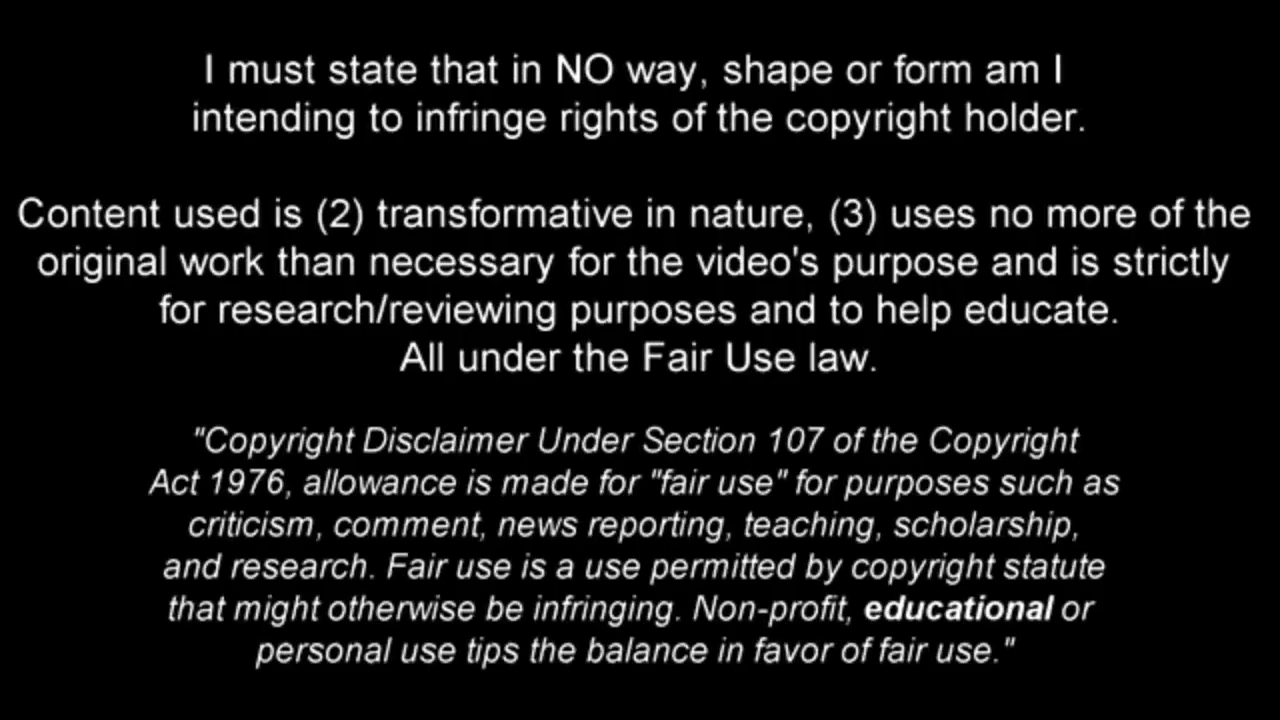 I must state that in NO way, shape or form am I
intending to infringe rights of the copyright holder.
Content used is (2) transformative in nature, (3) uses no more of the
original work than necessary for the video's purpose and is strictly
for research/reviewing purposes and to help educate.
All under the Fair Use law.
"Copyright Disclaimer Under Section 107 of the Copyright
Act 1976, allowance is made for "fair use" for purposes such as
criticism, comment, news reporting, teaching, scholarship,
and research. Fair use is a use permitted by copyright statute
that might otherwise be infringing. Non-profit, educational or
personal use tips the balance in favor of fair use."